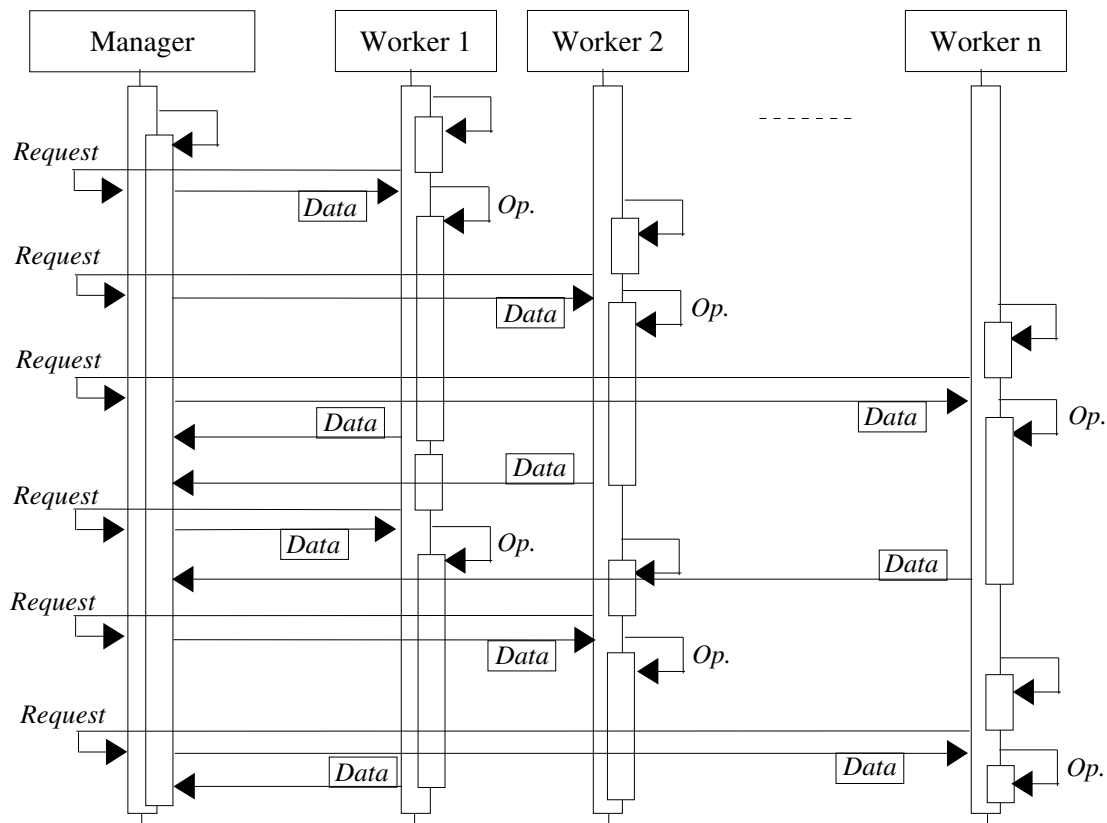 Manager Worker 1 Worker 2 Worker n
Request
Data
Op.
Request
Data
Op.
Request
Data
Op.
Data
Data
Request
Data
Op.
Data
Request
Data
Op.
Request
Data
Data
Op.